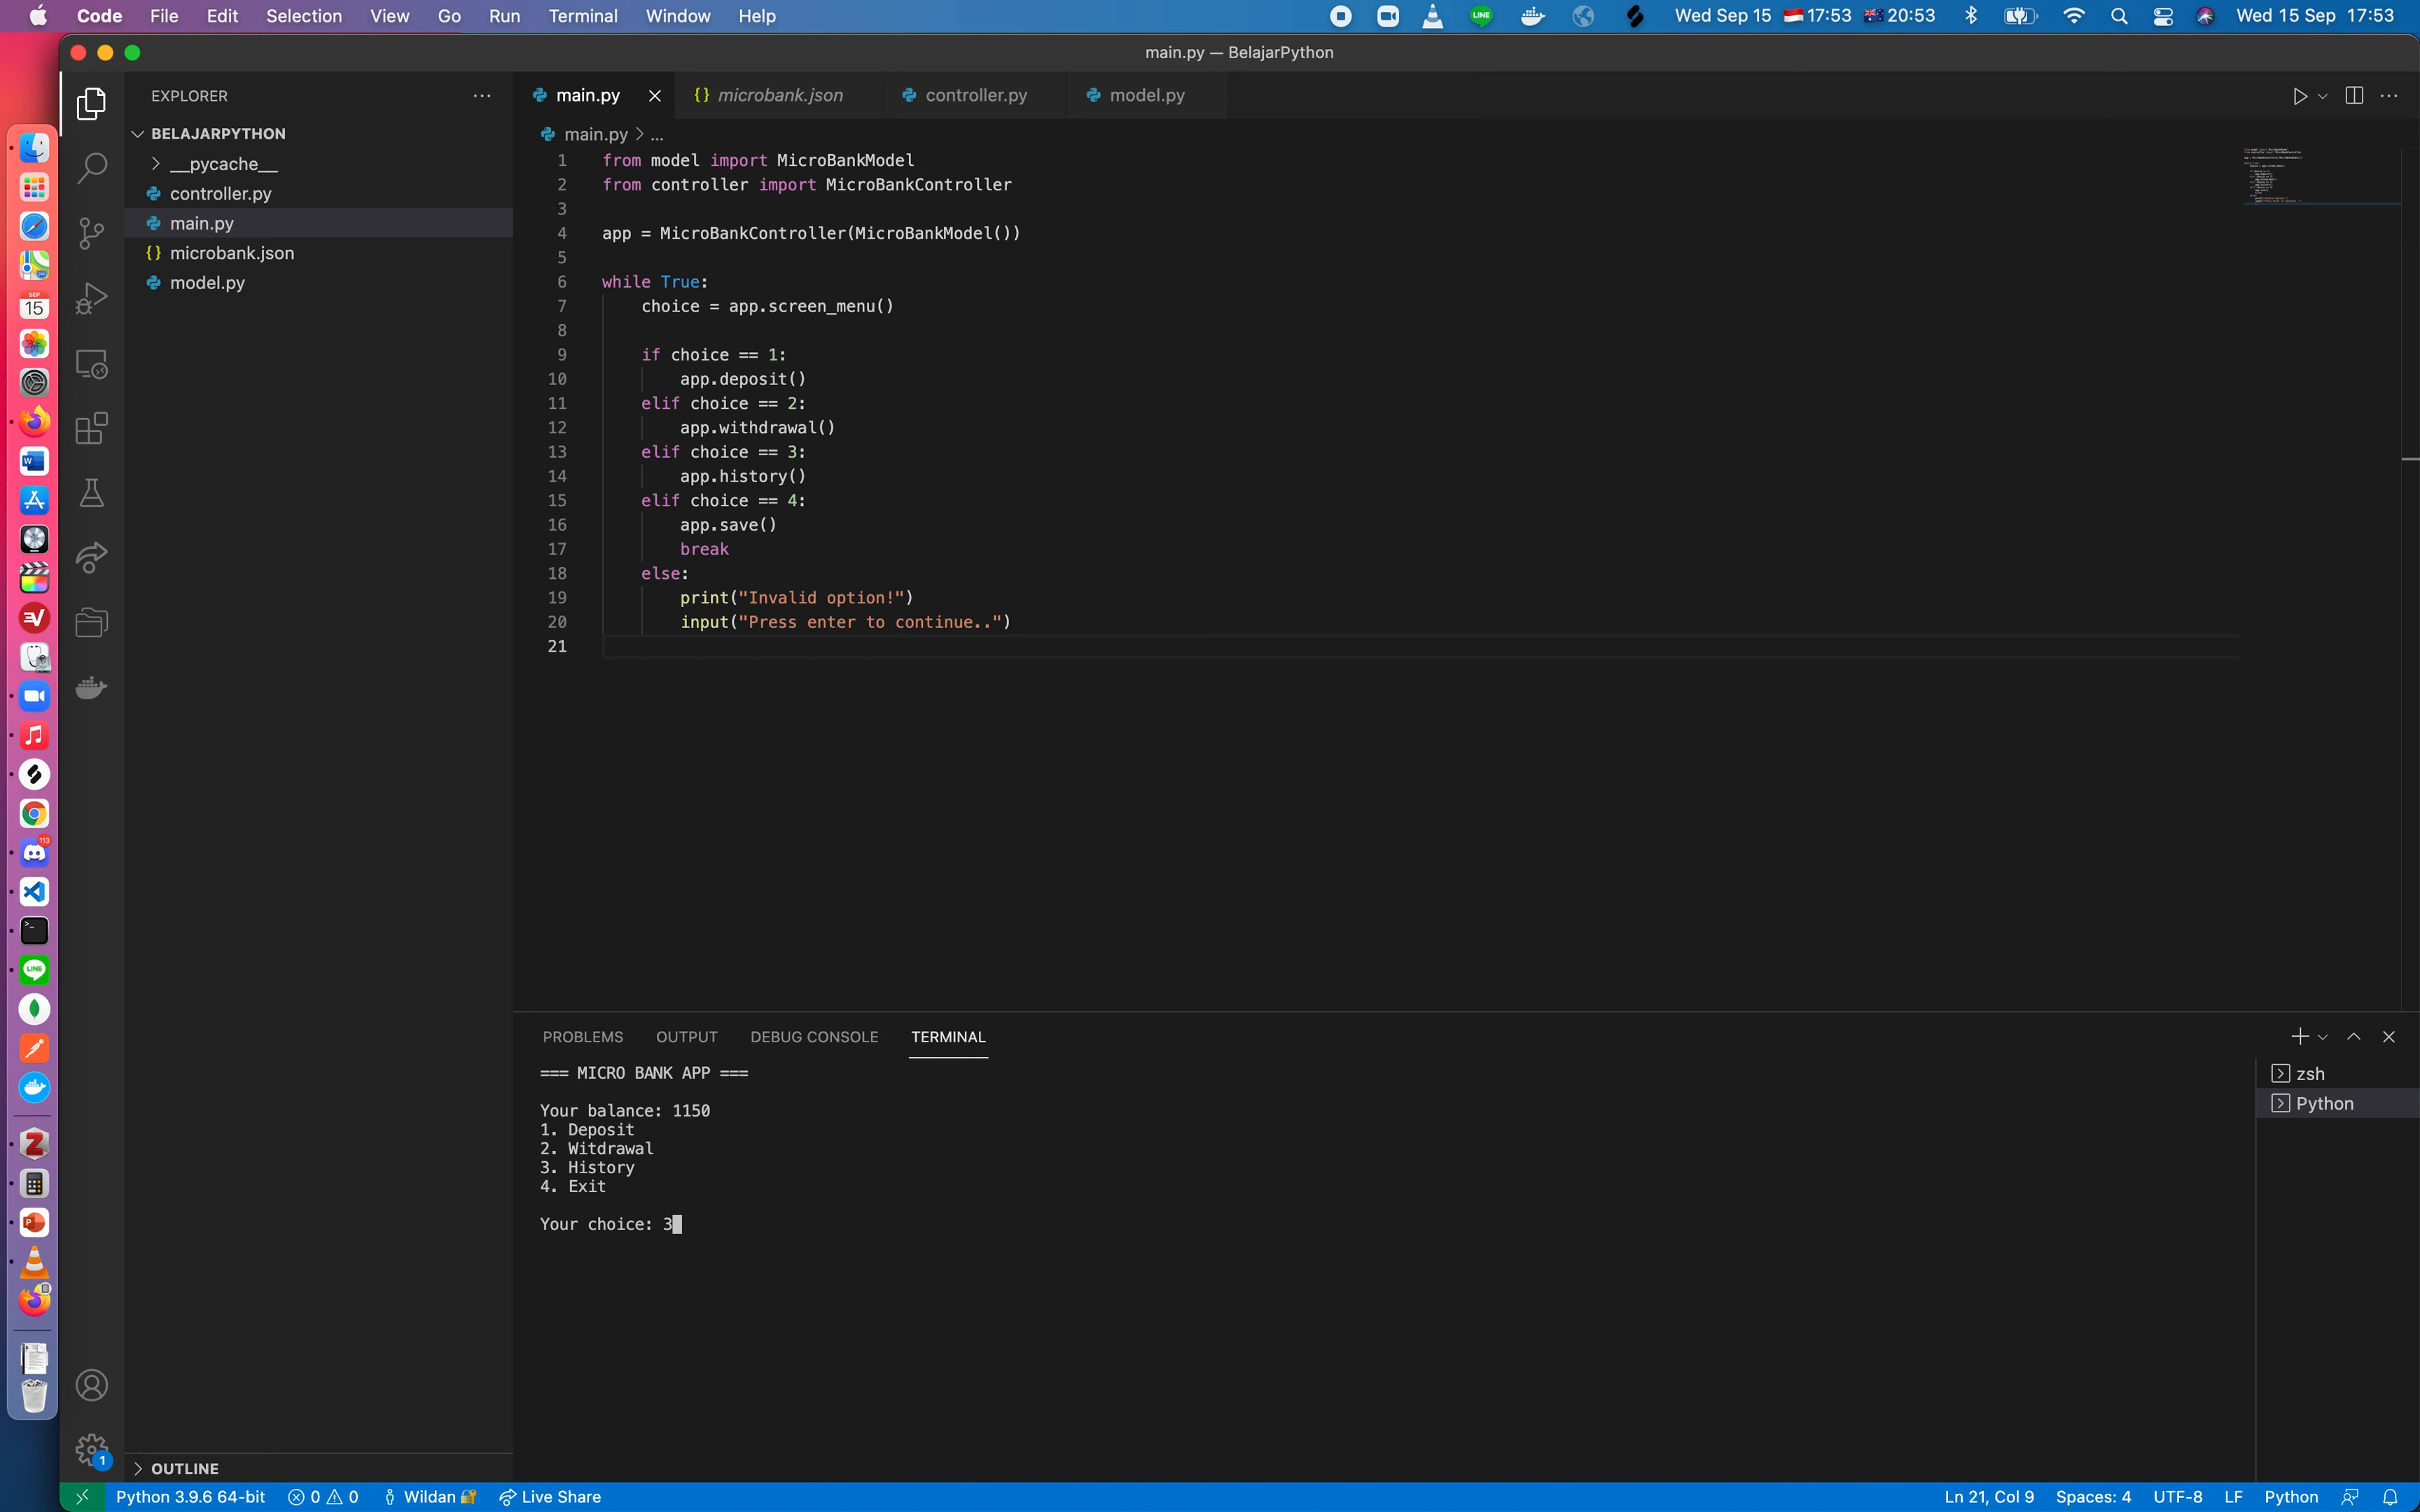 Code File Edit Selection View Go Run Terminal Window Help
LINE
Wed Sep 15 🇮🇩 17:53 🇦🇺 20:53
Wed 15 Sep 17:53
main.py — BelajarPython
EXPLORER
BELAJARPYTHON
__pycache__
controller.py
main.py
{} microbank.json
model.py
OUTLINE
main.py
{} microbank.json
controller.py
model.py
main.py > ...
1 from model import MicroBankModel
2 from controller import MicroBankController
3
4 app = MicroBankController(MicroBankModel())
5
6 while True:
7 choice = app.screen_menu()
8
9 if choice == 1:
10 app.deposit()
11 elif choice == 2:
12 app.withdrawal()
13 elif choice == 3:
14 app.history()
15 elif choice == 4:
16 app.save()
17 break
18 else:
19 print("Invalid option!")
20 input("Press enter to continue..")
21
PROBLEMS OUTPUT DEBUG CONSOLE TERMINAL
=== MICRO BANK APP ===
Your balance: 1150
1. Deposit
2. Witdrawal
3. History
4. Exit
Your choice: 3
zsh
Python
SEP
15
W
113
LINE
Z
P
1
Python 3.9.6 64-bit 0 0 Wildan 🔐 Live Share
Ln 21, Col 9 Spaces: 4 UTF-8 LF Python